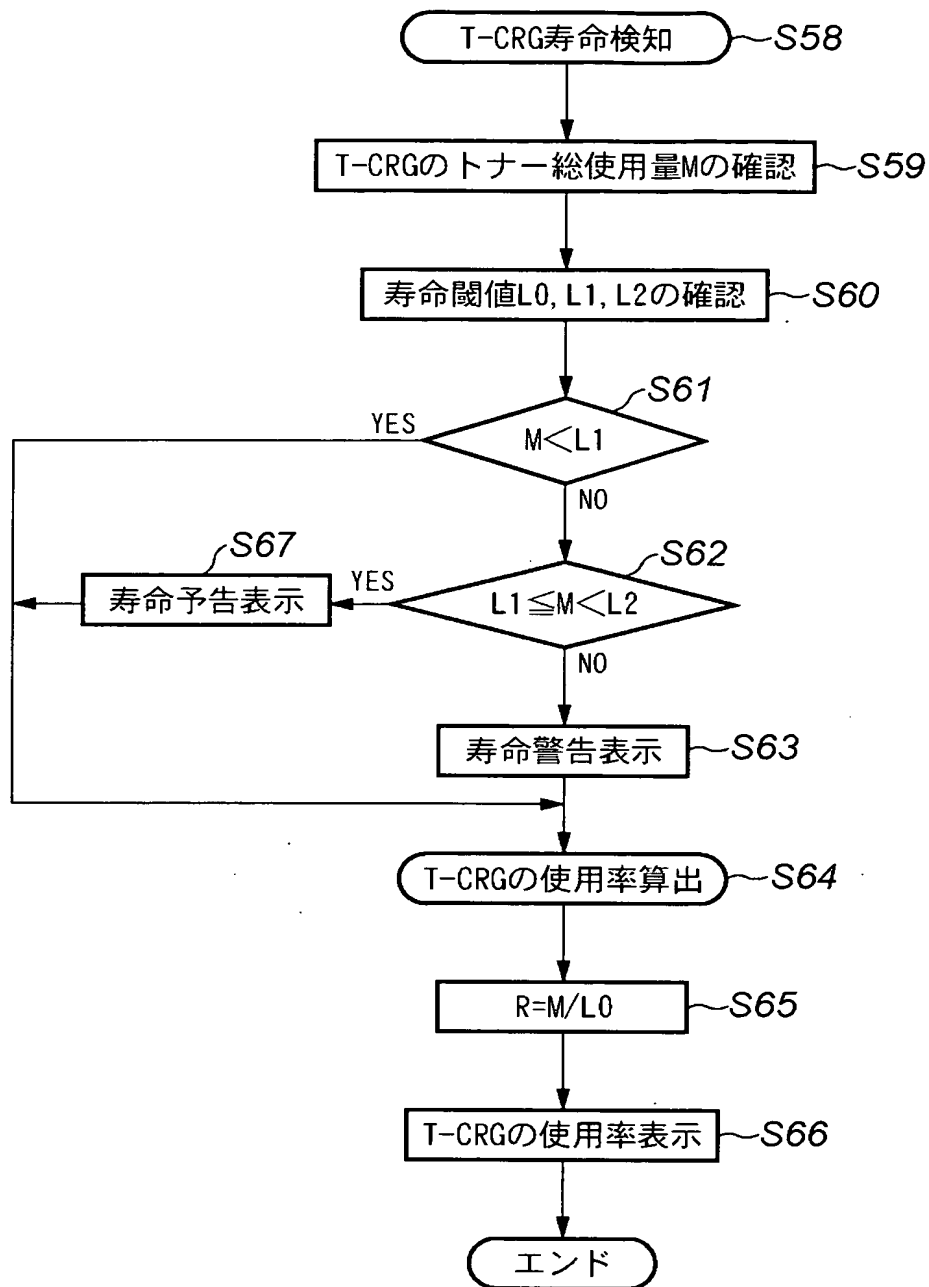 T-CRG寿命検知
S58
T-CRGのトナー総使用量Mの確認
S59
寿命閾値L0, L1, L2の確認
S60
S61
YES
M<L1
NO
S67
S62
寿命予告表示
YES
L1≦M<L2
NO
寿命警告表示
S63
T-CRGの使用率算出
S64
R=M/L0
S65
T-CRGの使用率表示
S66
エンド